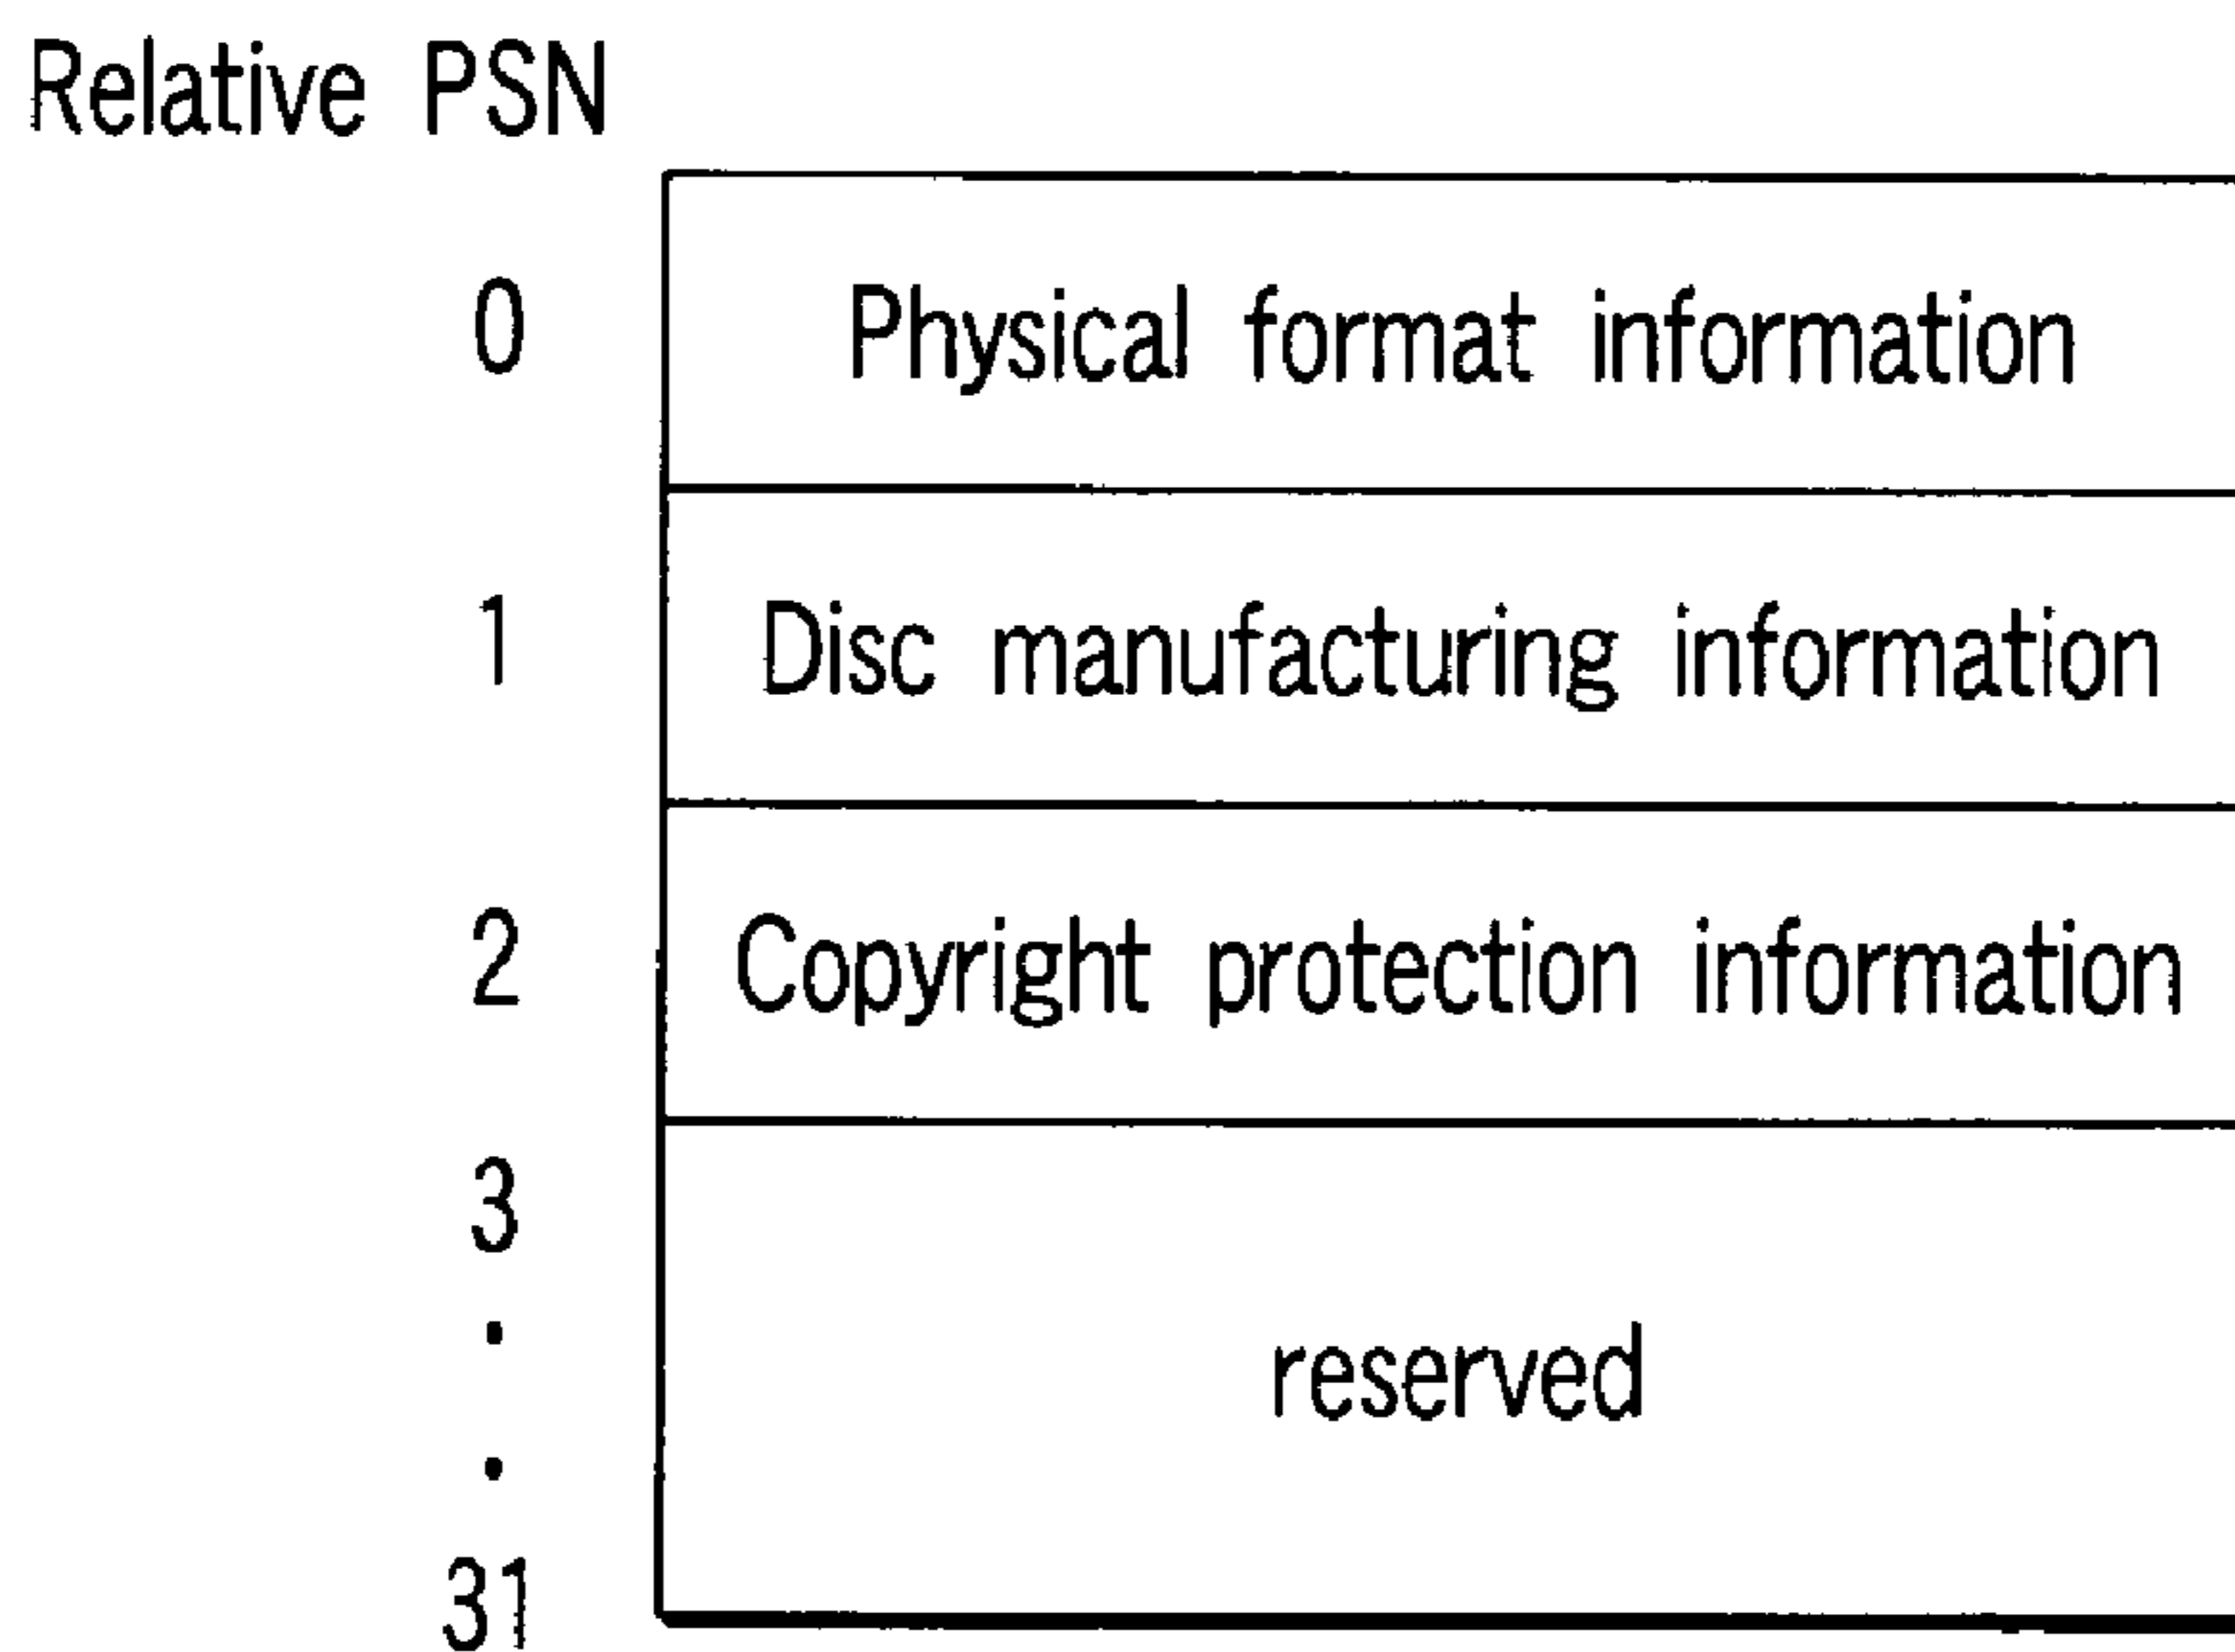 Relative PSN
0 Physical format information
1 Disc manufacturing information
2 Copyright protection information
3
.
reserved
.
31